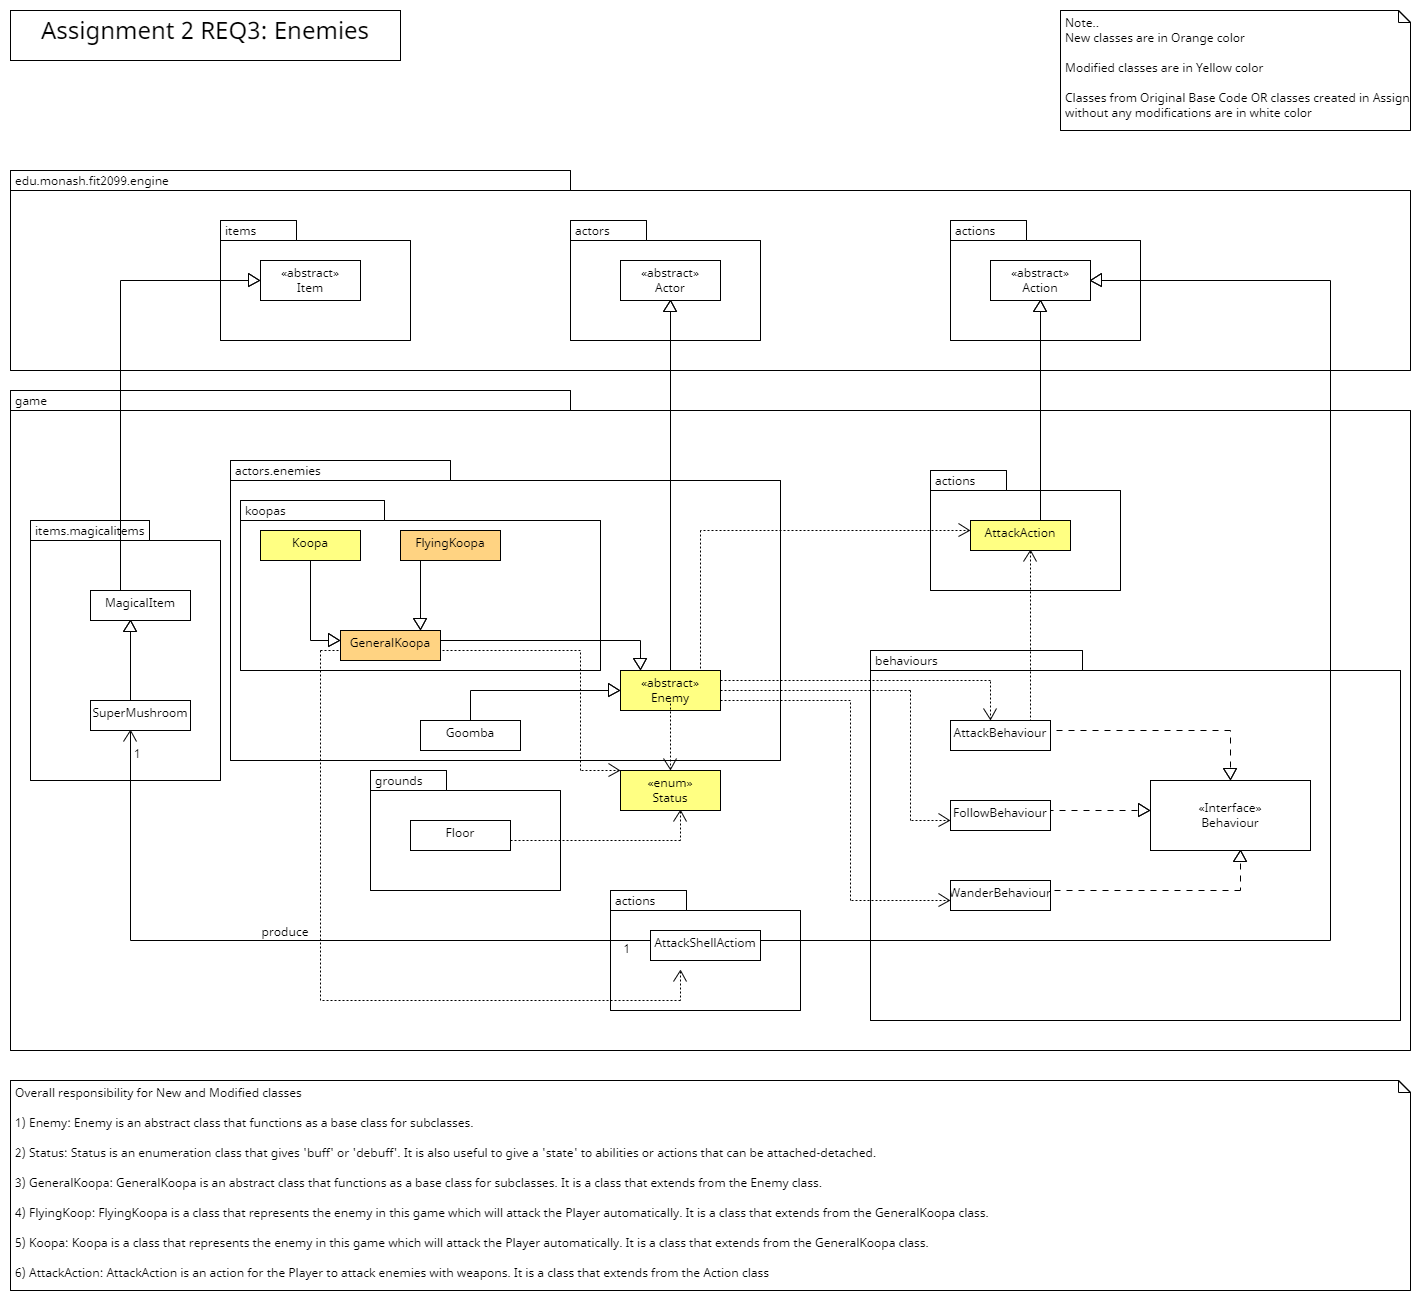 Assignment 2 REQ3: Enemies
Note..
New classes are in Orange color
Modified classes are in Yellow color
Classes from Original Base Code OR classes created in Assign
without any modifications are in white color
edu.monash.fit2099.engine
items
«abstract»
Item
actors
«abstract»
Actor
actions
«abstract»
Action
game
actors.enemies
koopas
Koopa
FlyingKoopa
GeneralKoopa
«abstract»
Enemy
Goomba
items.magicalitems
MagicalItem
SuperMushroom
1
actions
AttackAction
behaviours
AttackBehaviour
FollowBehaviour
WanderBehaviour
«Interface»
Behaviour
«enum»
Status
grounds
Floor
actions
AttackShellActiom
1
produce
Overall responsibility for New and Modified classes
1) Enemy: Enemy is an abstract class that functions as a base class for subclasses.
2) Status: Status is an enumeration class that gives 'buff' or 'debuff'. It is also useful to give a 'state' to abilities or actions that can be attached-detached.
3) GeneralKoopa: GeneralKoopa is an abstract class that functions as a base class for subclasses. It is a class that extends from the Enemy class.
4) FlyingKoop: FlyingKoopa is a class that represents the enemy in this game which will attack the Player automatically. It is a class that extends from the GeneralKoopa class.
5) Koopa: Koopa is a class that represents the enemy in this game which will attack the Player automatically. It is a class that extends from the GeneralKoopa class.
6) AttackAction: AttackAction is an action for the Player to attack enemies with weapons. It is a class that extends from the Action class